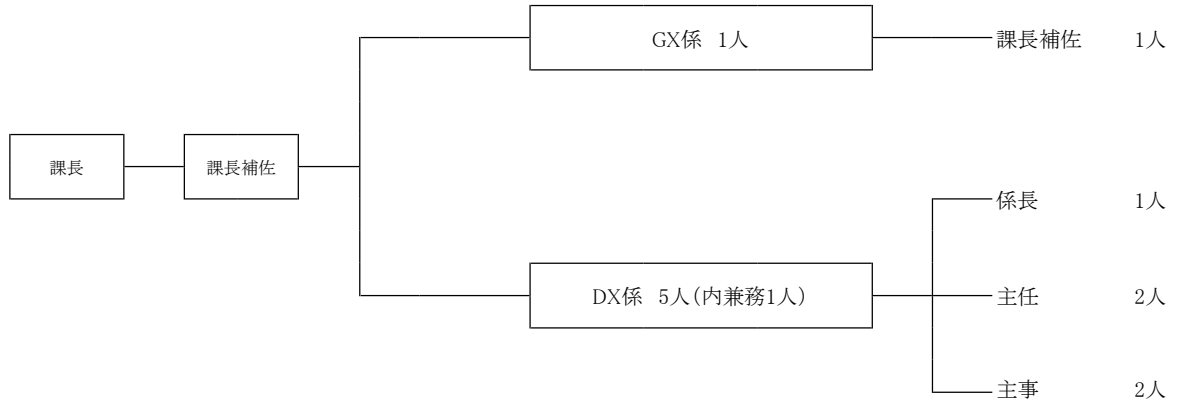 GX係 1人
課長補佐 1人
課長
課長補佐
係長 1人
DX係 5人(内兼務1人)
主任 2人
主事 2人